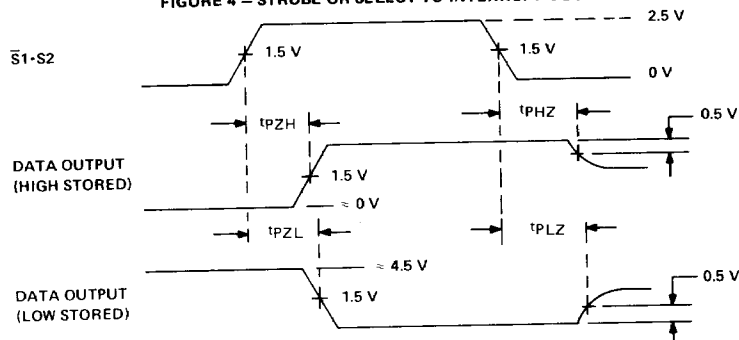 FIGURE 4 – STROBE OR SELECT TO
2.5 V
S̅1·S2
1.5 V
1.5 V
0 V
tPZH
tPHZ
0.5 V
DATA OUTPUT
(HIGH STORED)
1.5 V
≈ 0 V
tPZL
tPLZ
≈ 4.5 V
0.5 V
DATA OUTPUT
(LOW STORED)
1.5 V